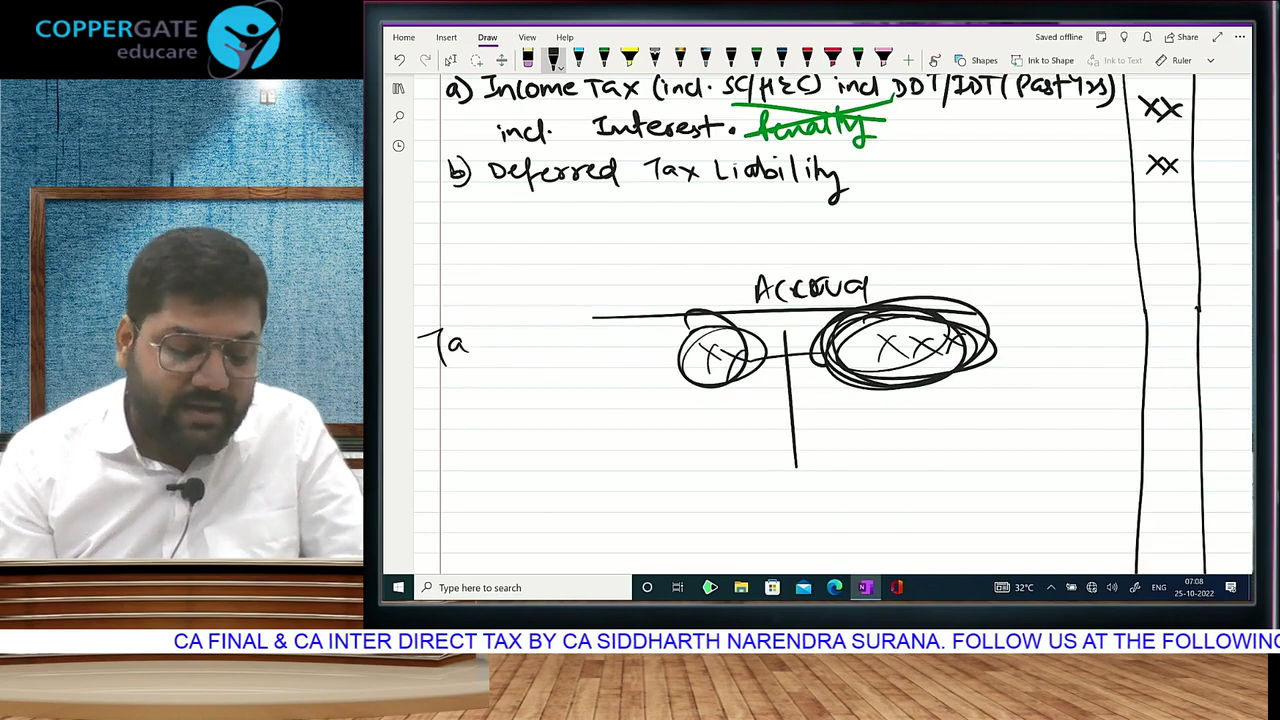 COPPERGATE
educare
Home Insert Draw View Help
Saved offline
Share
Shapes
Ink to Shape
Ink to Text
Ruler
a) Income Tax (incl. SC/HEC) incl DDT/IDT (Past Yrs) XX
incl. Interest. Penalty
b) Deferred Tax Liability XX
Accrual
Ta XX XXX
Type here to search
32°C
ENG
07:08
25-10-2022
CA FINAL & CA INTER DIRECT TAX BY CA SIDDHARTH NARENDRA SURANA. FOLLOW US AT THE FOLLOWING